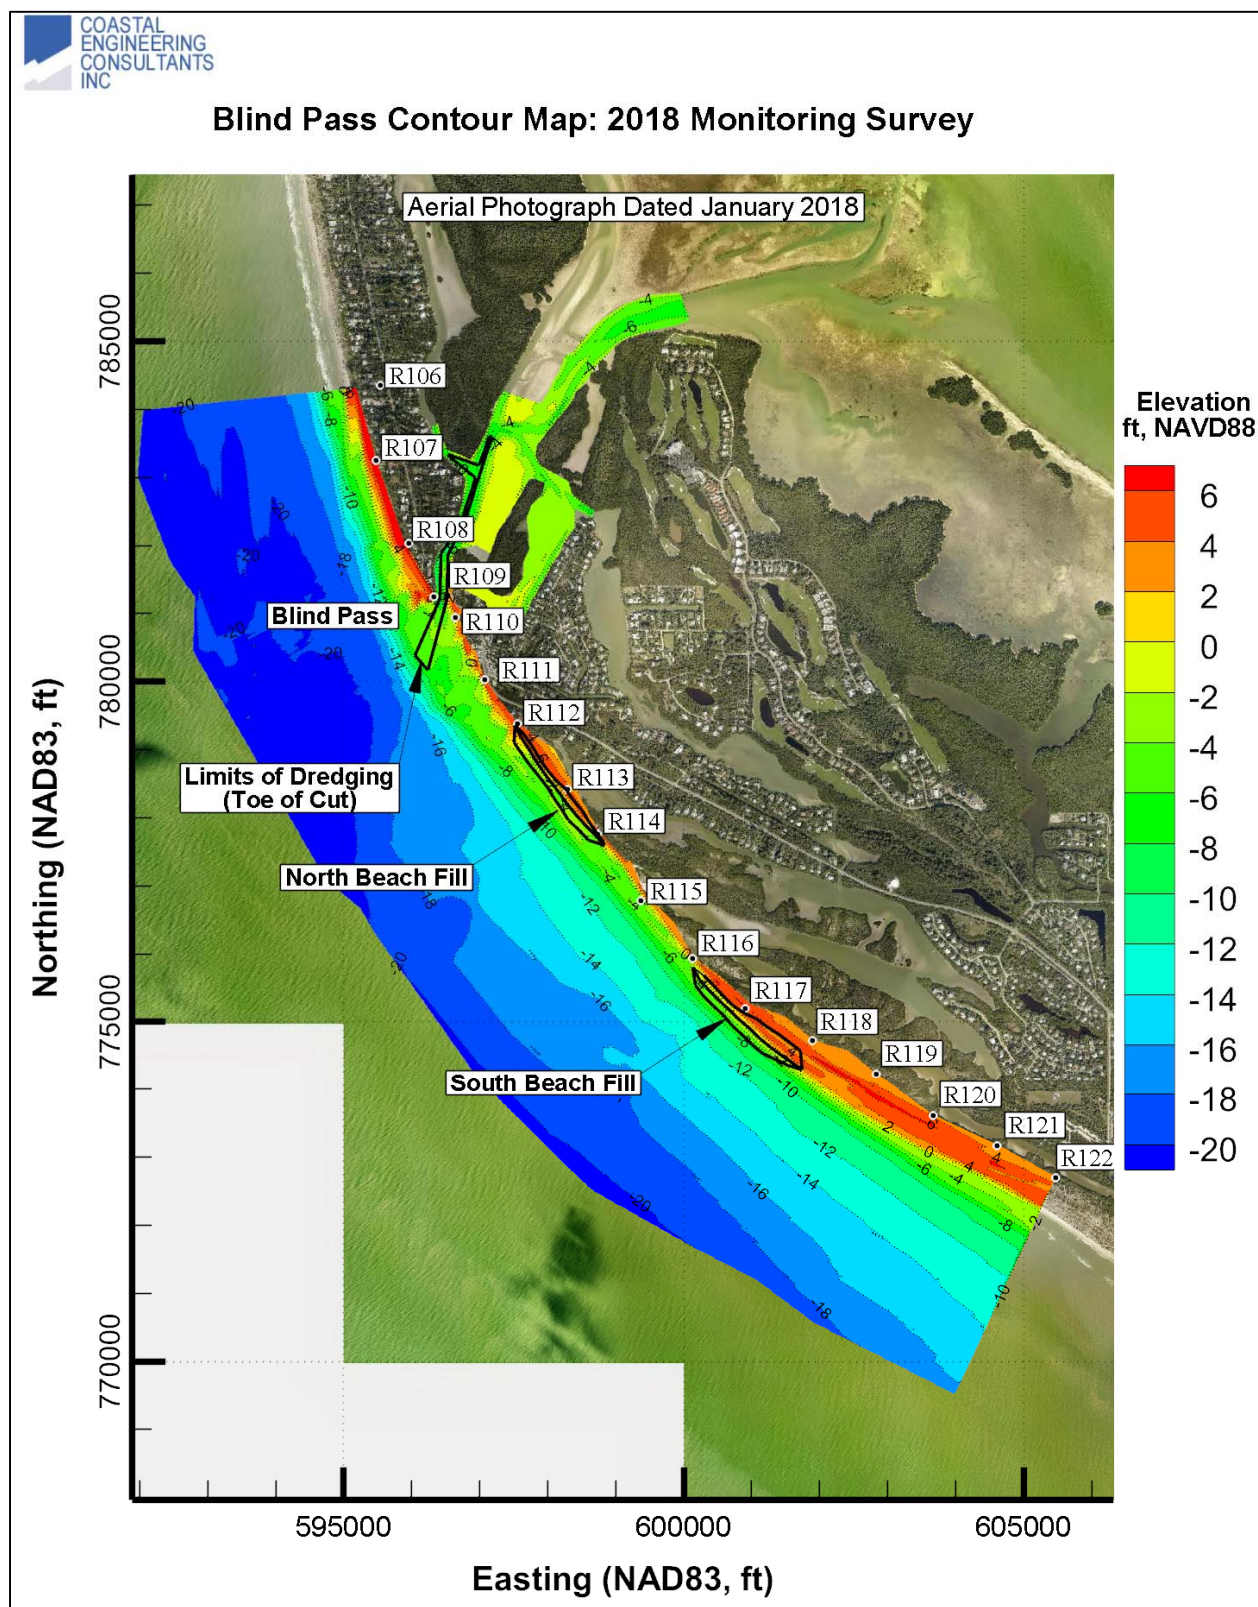 COASTAL
ENGINEERING
CONSULTANTS
INC
Blind Pass Contour Map: 2018 Monitoring Survey
Aerial Photograph Dated January 2018
R106
R107
R108
R109
R110
R111
R112
R113
R114
R115
R116
R117
R118
R119
R120
R121
R122
Blind Pass
Limits of Dredging
(Toe of Cut)
North Beach Fill
South Beach Fill
Elevation
ft, NAVD88
6
4
2
0
-2
-4
-6
-8
-10
-12
-14
-16
-18
-20
Northing (NAD83, ft)
785000
780000
775000
770000
595000
600000
605000
Easting (NAD83, ft)